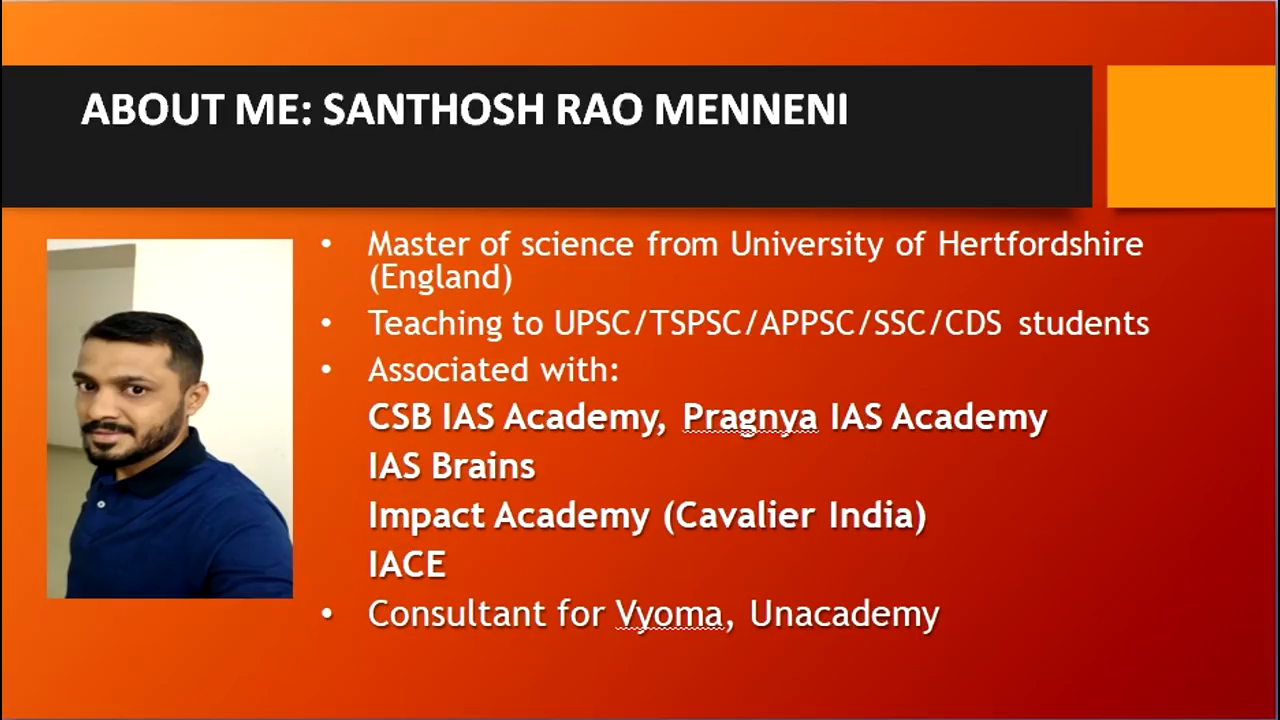 ABOUT ME: SANTHOSH RAO MENNENI
• Master of science from University of Hertfordshire
(England)
• Teaching to UPSC/TSPSC/APPSC/SSC/CDS students
• Associated with:
CSB IAS Academy, Pragnya IAS Academy
IAS Brains
Impact Academy (Cavalier India)
IACE
• Consultant for Vyoma, Unacademy